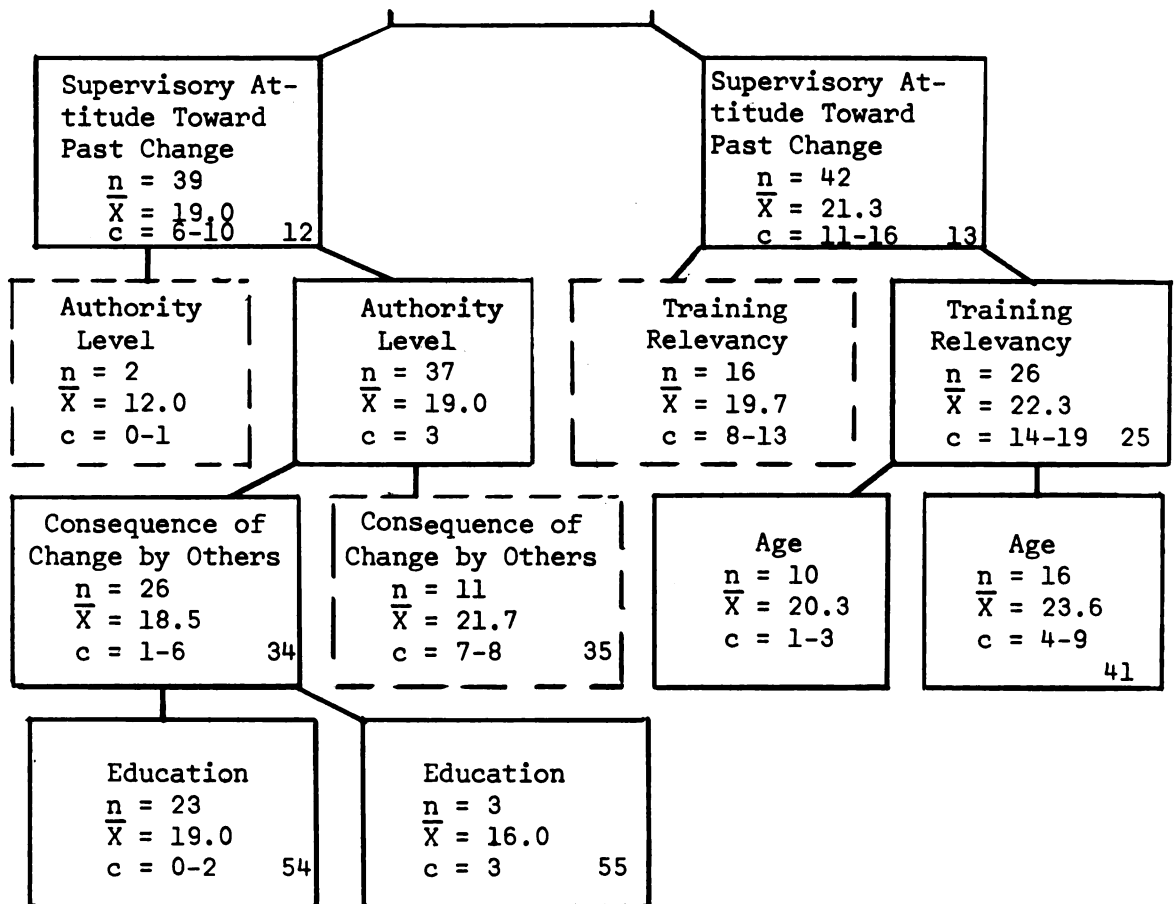 Supervisory At-
titude Toward
Past Change
n = 39
X̅ = 19.0
c = 6-10 12
Supervisory At-
titude Toward
Past Change
n = 42
X̅ = 21.3
c = 11-16 13
Authority
Level
n = 2
X̅ = 12.0
c = 0-1
Authority
Level
n = 37
X̅ = 19.0
c = 3
Training
Relevancy
n = 16
X̅ = 19.7
c = 8-13
Training
Relevancy
n = 26
X̅ = 22.3
c = 14-19 25
Consequence of
Change by Others
n = 26
X̅ = 18.5
c = 1-6 34
Consequence of
Change by Others
n = 11
X̅ = 21.7
c = 7-8 35
Age
n = 10
X̅ = 20.3
c = 1-3
Age
n = 16
X̅ = 23.6
c = 4-9
41
Education
n = 23
X̅ = 19.0
c = 0-2 54
Education
n = 3
X̅ = 16.0
c = 3 55